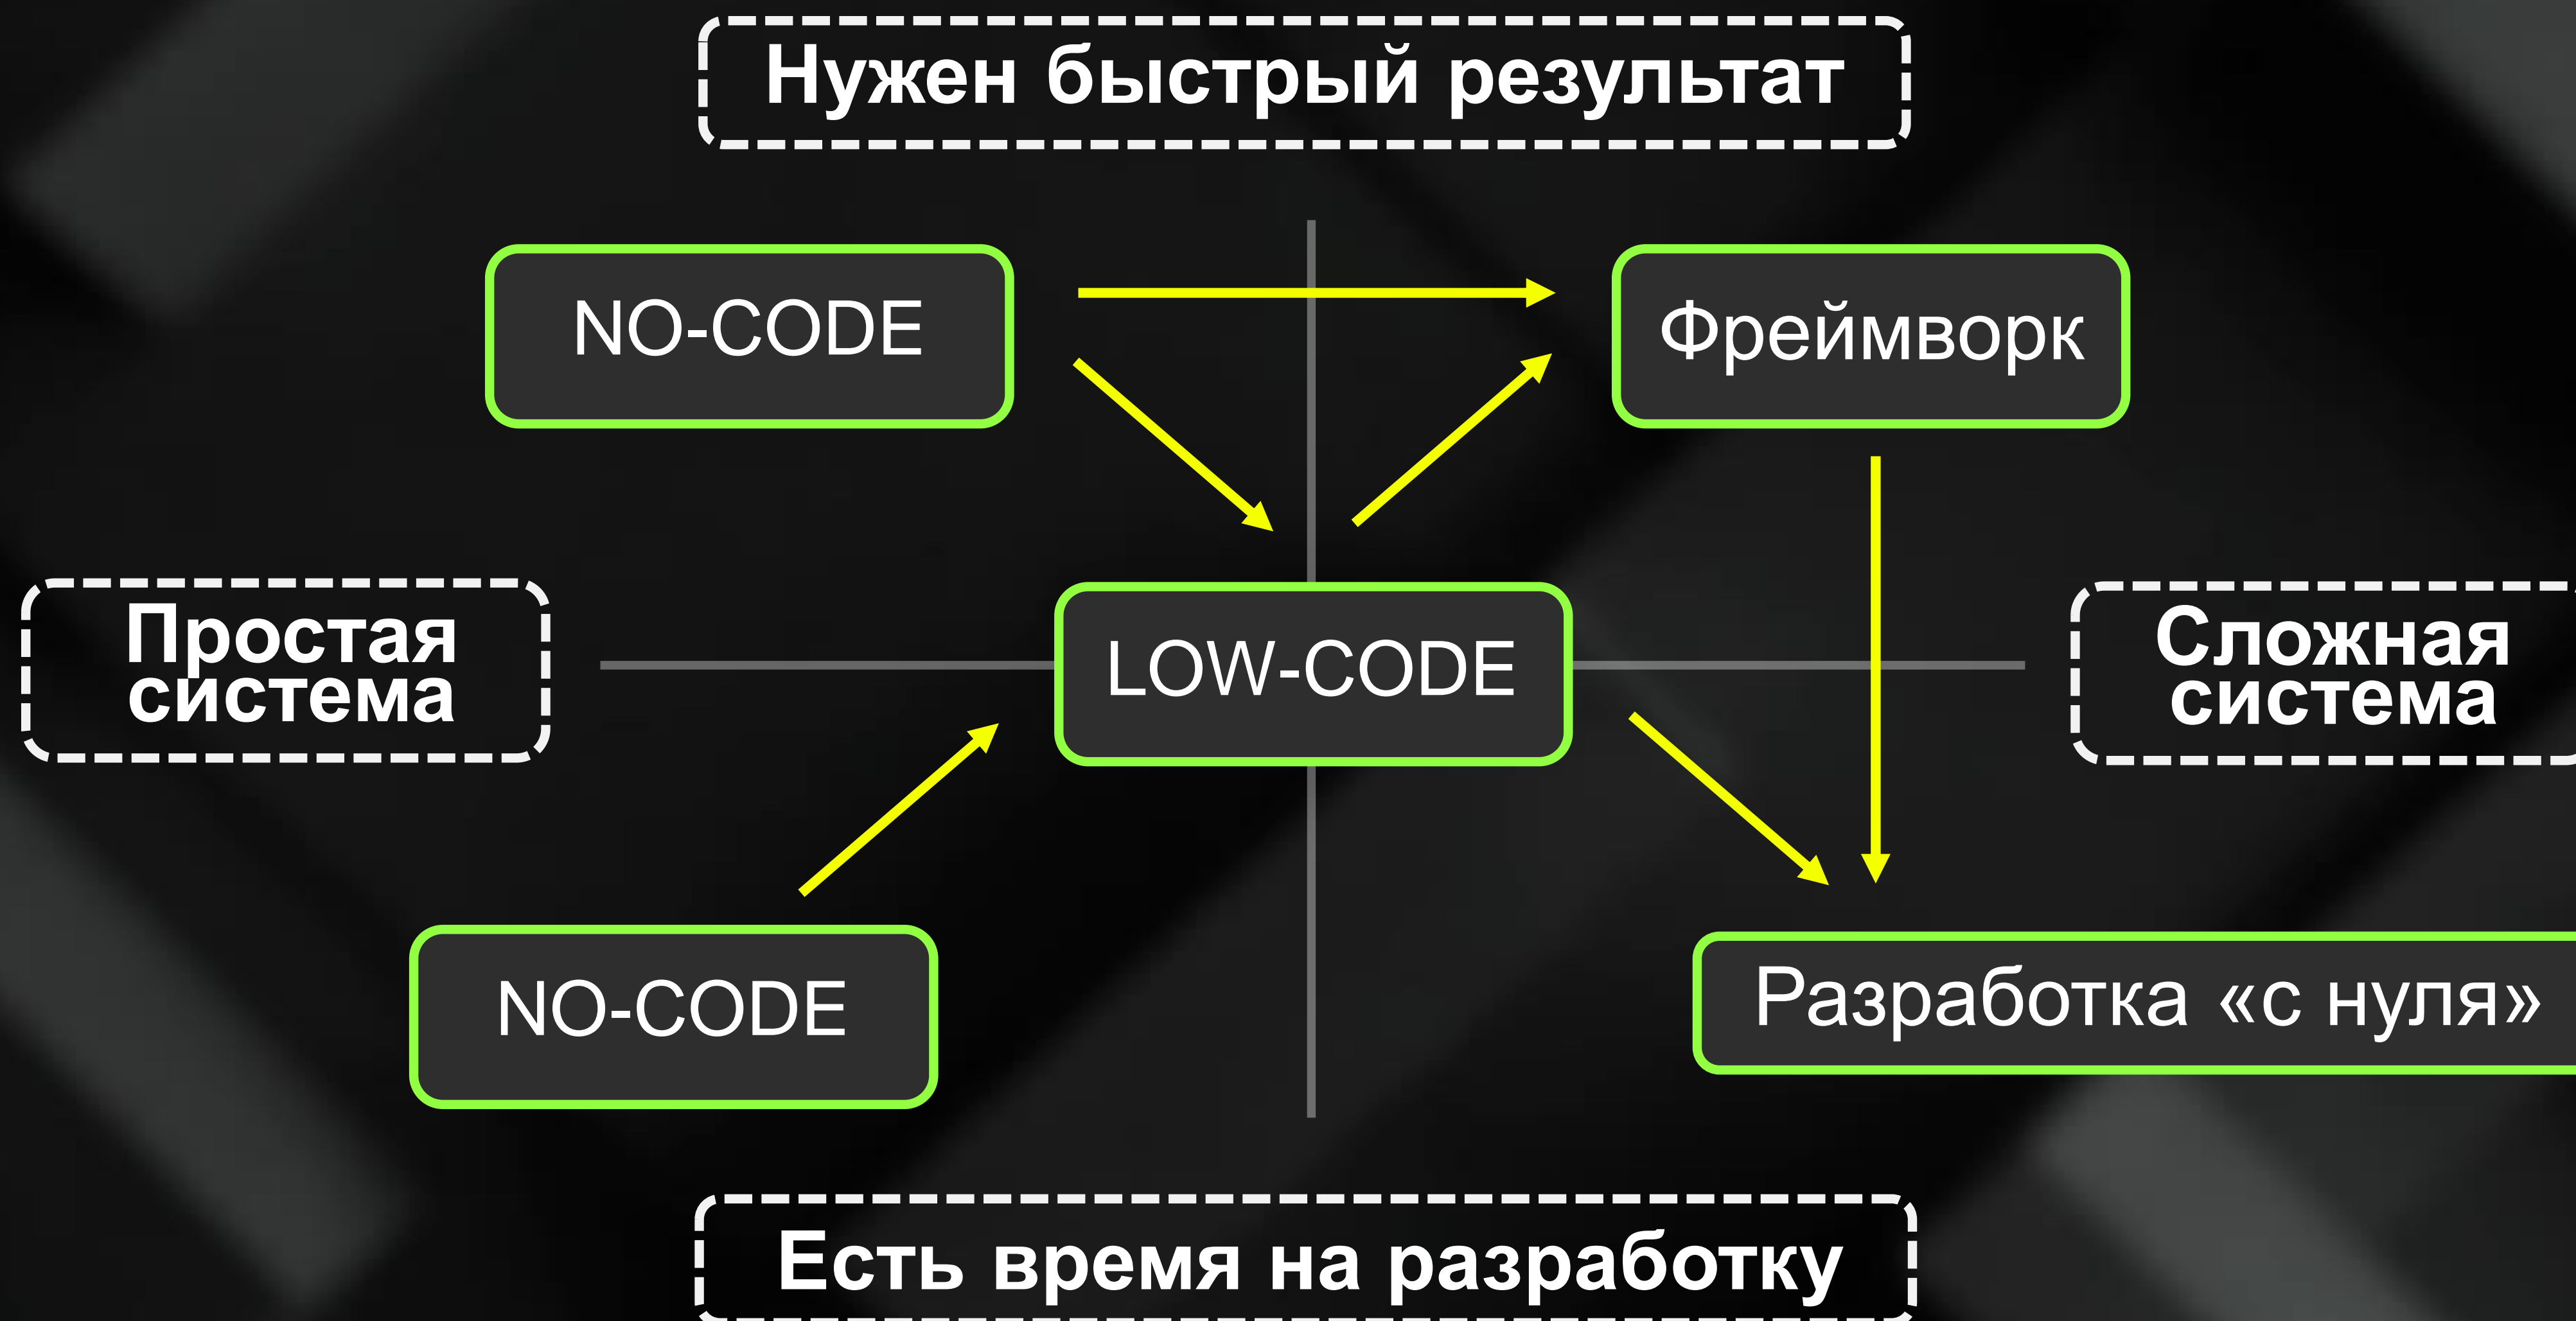 Нужен быстрый результат
NO-CODE
Фреймворк
Простая
система
LOW-CODE
Сложная
система
NO-CODE
Разработка «с нуля»
Есть время на разработку